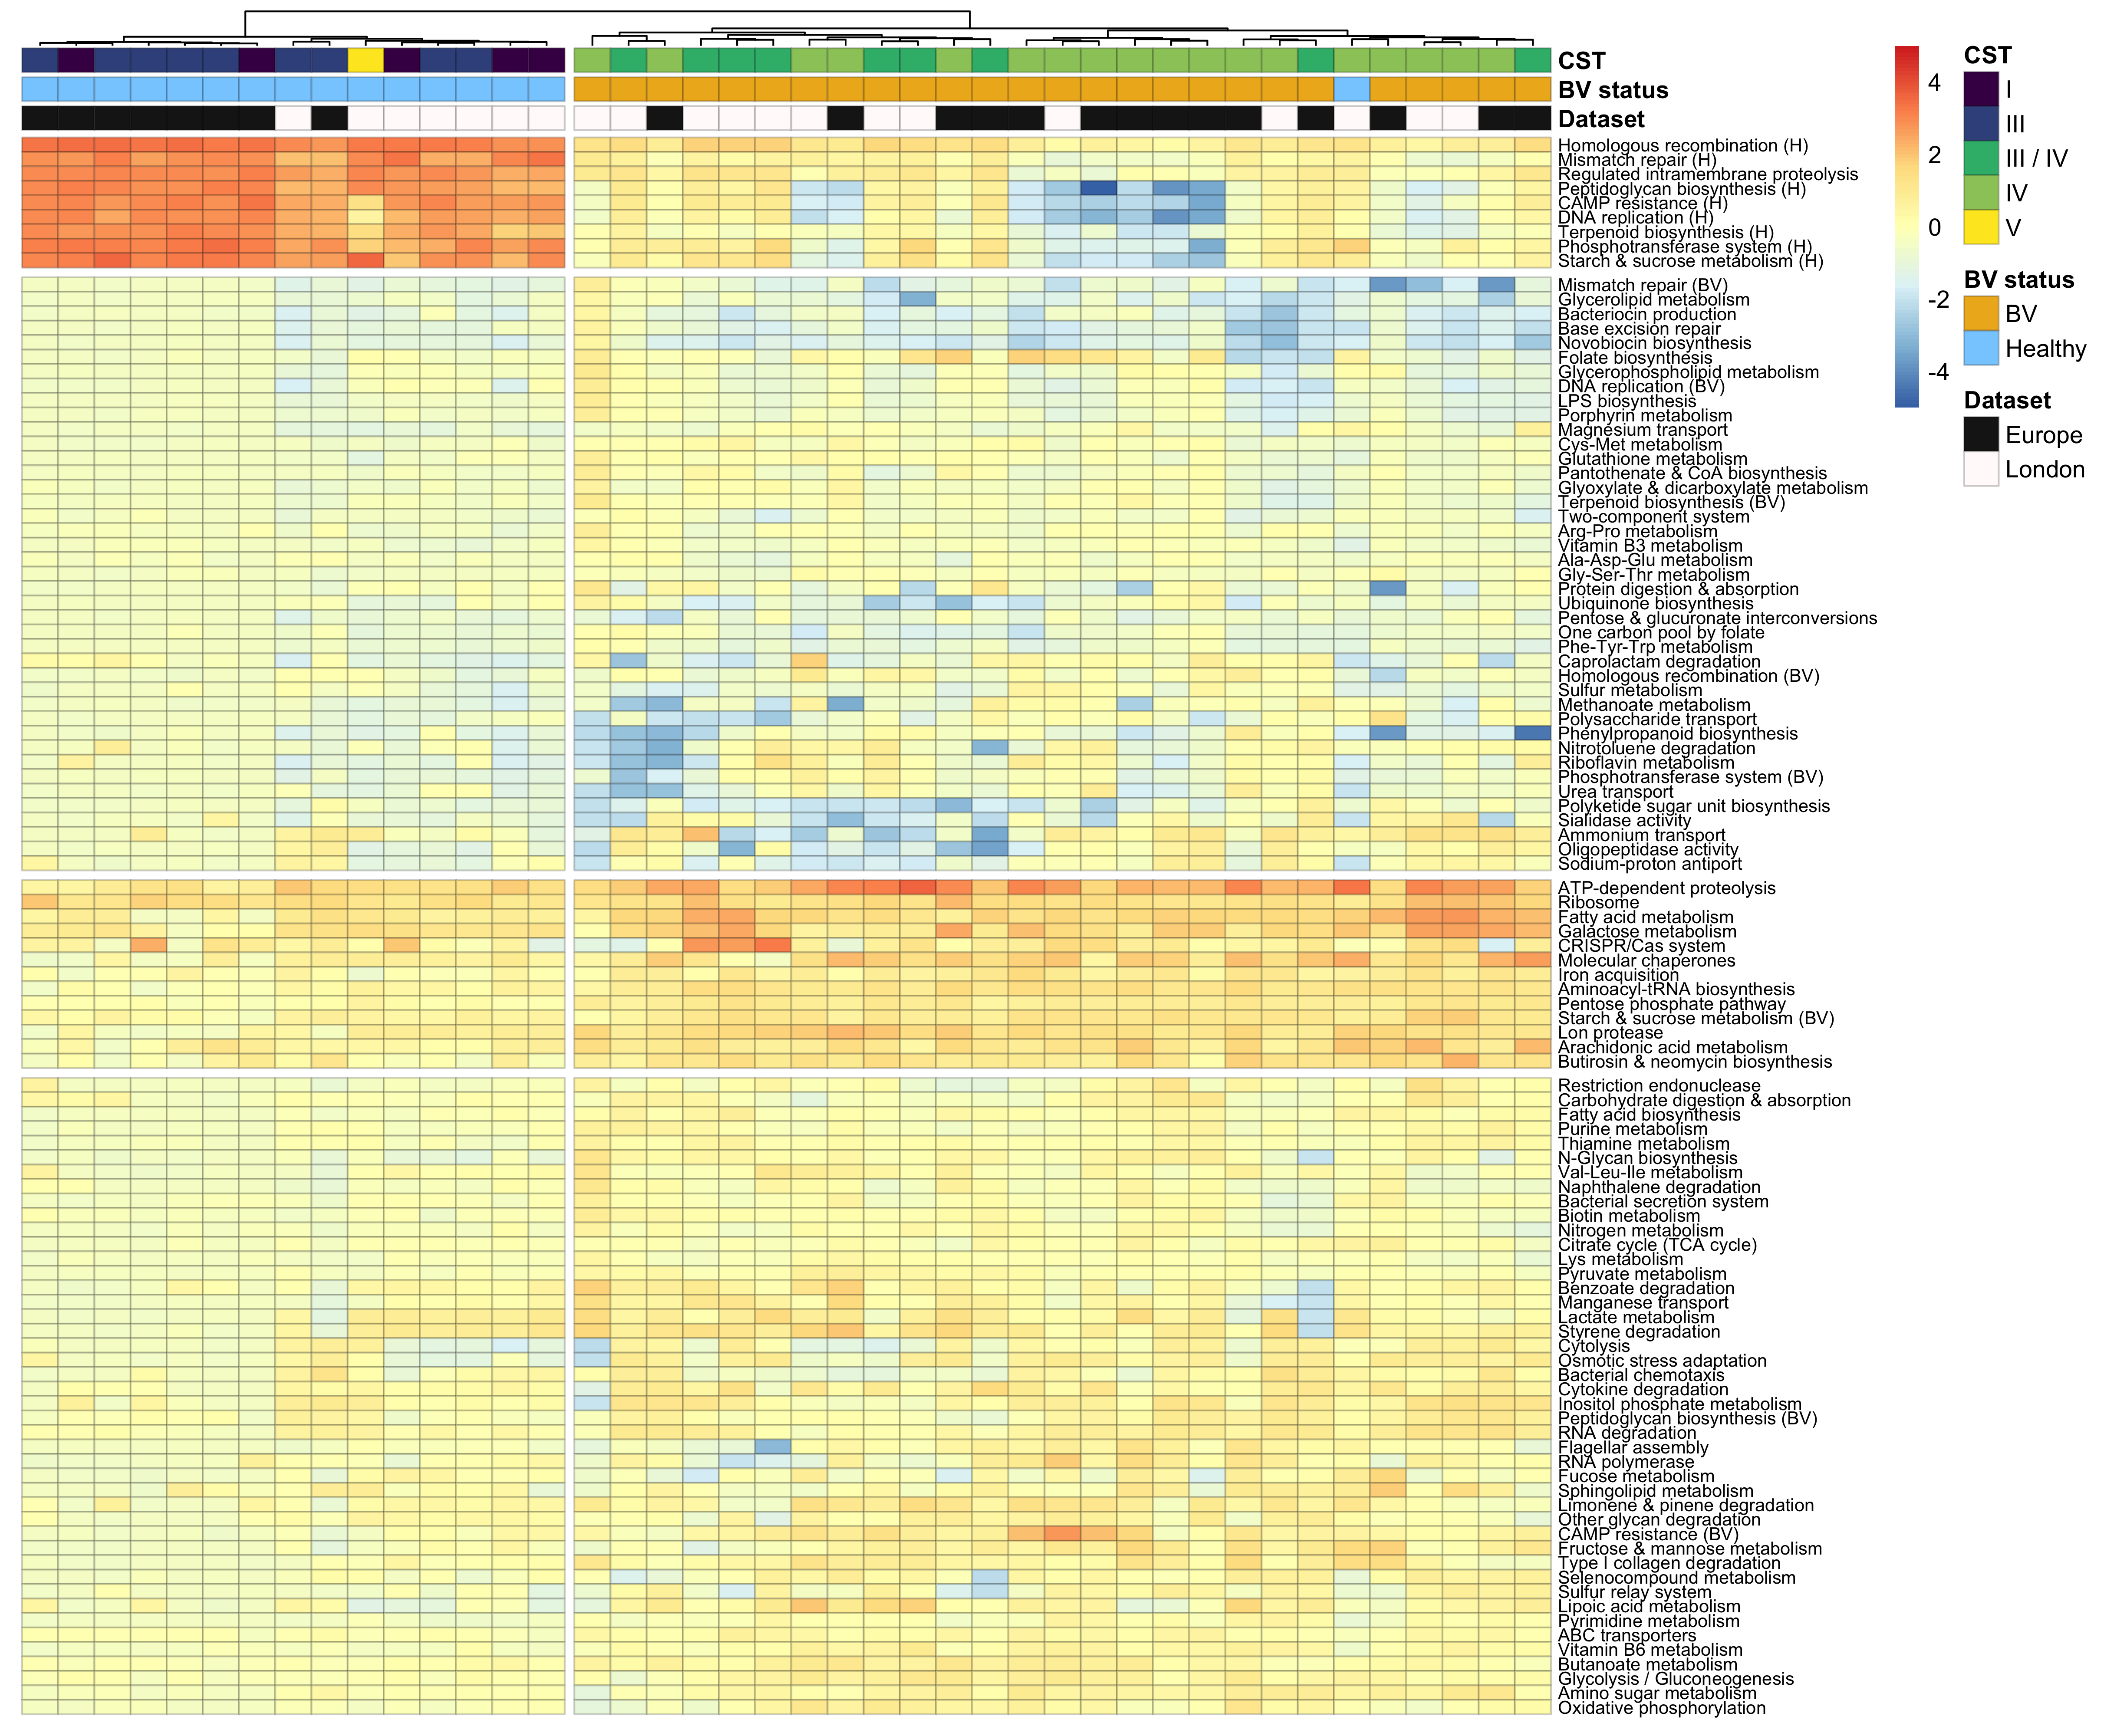 CST
BV status
Dataset
Homologous recombination (H)
Mismatch repair (H)
Regulated intramembrane proteolysis
Peptidoglycan biosynthesis (H)
CAMP resistance (H)
DNA replication (H)
Terpenoid biosynthesis (H)
Phosphotransferase system (H)
Starch & sucrose metabolism (H)
Mismatch repair (BV)
Glycerolipid metabolism
Bacteriocin production
Base excision repair
Novobiocin biosynthesis
Folate biosynthesis
Glycerophospholipid metabolism
DNA replication (BV)
LPS biosynthesis
Porphyrin metabolism
Magnesium transport
Cys-Met metabolism
Glutathione metabolism
Pantothenate & CoA biosynthesis
Glyoxylate & dicarboxylate metabolism
Terpenoid biosynthesis (BV)
Two-component system
Arg-Pro metabolism
Vitamin B3 metabolism
Ala-Asp-Glu metabolism
Gly-Ser-Thr metabolism
Protein digestion & absorption
Ubiquinone biosynthesis
Pentose & glucuronate interconversions
One carbon pool by folate
Phe-Tyr-Trp metabolism
Caprolactam degradation
Homologous recombination (BV)
Sulfur metabolism
Methanoate metabolism
Polysaccharide transport
Phenylpropanoid biosynthesis
Nitrotoluene degradation
Riboflavin metabolism
Phosphotransferase system (BV)
Urea transport
Polyketide sugar unit biosynthesis
Sialidase activity
Ammonium transport
Oligopeptidase activity
Sodium-proton antiport
ATP-dependent proteolysis
Ribosome
Fatty acid metabolism
Galactose metabolism
CRISPR/Cas system
Molecular chaperones
Iron acquisition
Aminoacyl-tRNA biosynthesis
Pentose phosphate pathway
Starch & sucrose metabolism (BV)
Lon protease
Arachidonic acid metabolism
Butirosin & neomycin biosynthesis
Restriction endonuclease
Carbohydrate digestion & absorption
Fatty acid biosynthesis
Purine metabolism
Thiamine metabolism
N-Glycan biosynthesis
Val-Leu-Ile metabolism
Naphthalene degradation
Bacterial secretion system
Biotin metabolism
Nitrogen metabolism
Citrate cycle (TCA cycle)
Lys metabolism
Pyruvate metabolism
Benzoate degradation
Manganese transport
Lactate metabolism
Styrene degradation
Cytolysis
Osmotic stress adaptation
Bacterial chemotaxis
Cytokine degradation
Inositol phosphate metabolism
Peptidoglycan biosynthesis (BV)
RNA degradation
Flagellar assembly
RNA polymerase
Fucose metabolism
Sphingolipid metabolism
Limonene & pinene degradation
Other glycan degradation
CAMP resistance (BV)
Fructose & mannose metabolism
Type I collagen degradation
Selenocompound metabolism
Sulfur relay system
Lipoic acid metabolism
Pyrimidine metabolism
ABC transporters
Vitamin B6 metabolism
Butanoate metabolism
Glycolysis / Gluconeogenesis
Amino sugar metabolism
Oxidative phosphorylation
4
2
0
-2
-4
CST
I
III
III / IV
IV
V
BV status
BV
Healthy
Dataset
Europe
London